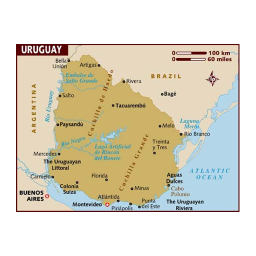 URUGUAY
0 100 km
0 60 miles
Bella
Unión
Artigas
Embalse de
Salto Grande
Rivera
BRAZIL
Salto
ARGENTINA
Río Uruguay
Cuchilla de Haedo
Bagé
Tacuarembó
Paysandú
Melo
Laguna
Merín
Río Branco
Río Negro
Lago Artificial
de Rincón
del Bonete
Cuchilla Grande
Treinta
y Tres
Mercedes
The Uruguayan
Littoral
ATLANTIC
OCEAN
Carmelo
Florida
Aguas
Dulces
BUENOS
AIRES
Colonia
Suiza
Minas
Cabo
Polonio
Atlántida
Montevideo
Piriápolis
Punta
del Este
The Uruguayan
Riviera